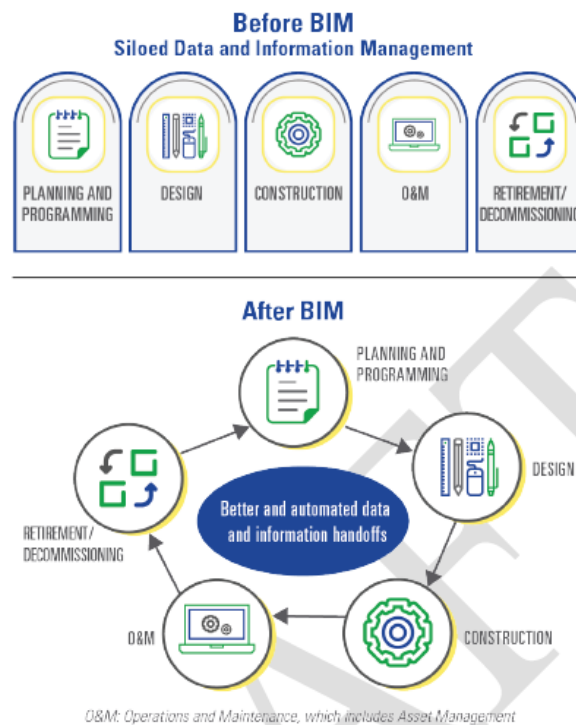 Before BIM
Siloed Data and Information Management
PLANNING AND
PROGRAMMING
DESIGN
CONSTRUCTION
O&M
RETIREMENT/
DECOMMISSIONING
After BIM
PLANNING AND
PROGRAMMING
DESIGN
Better and automated data
and information handoffs
RETIREMENT/
DECOMMISSIONING
O&M
CONSTRUCTION
O&M: Operations and Maintenance, which includes Asset Management